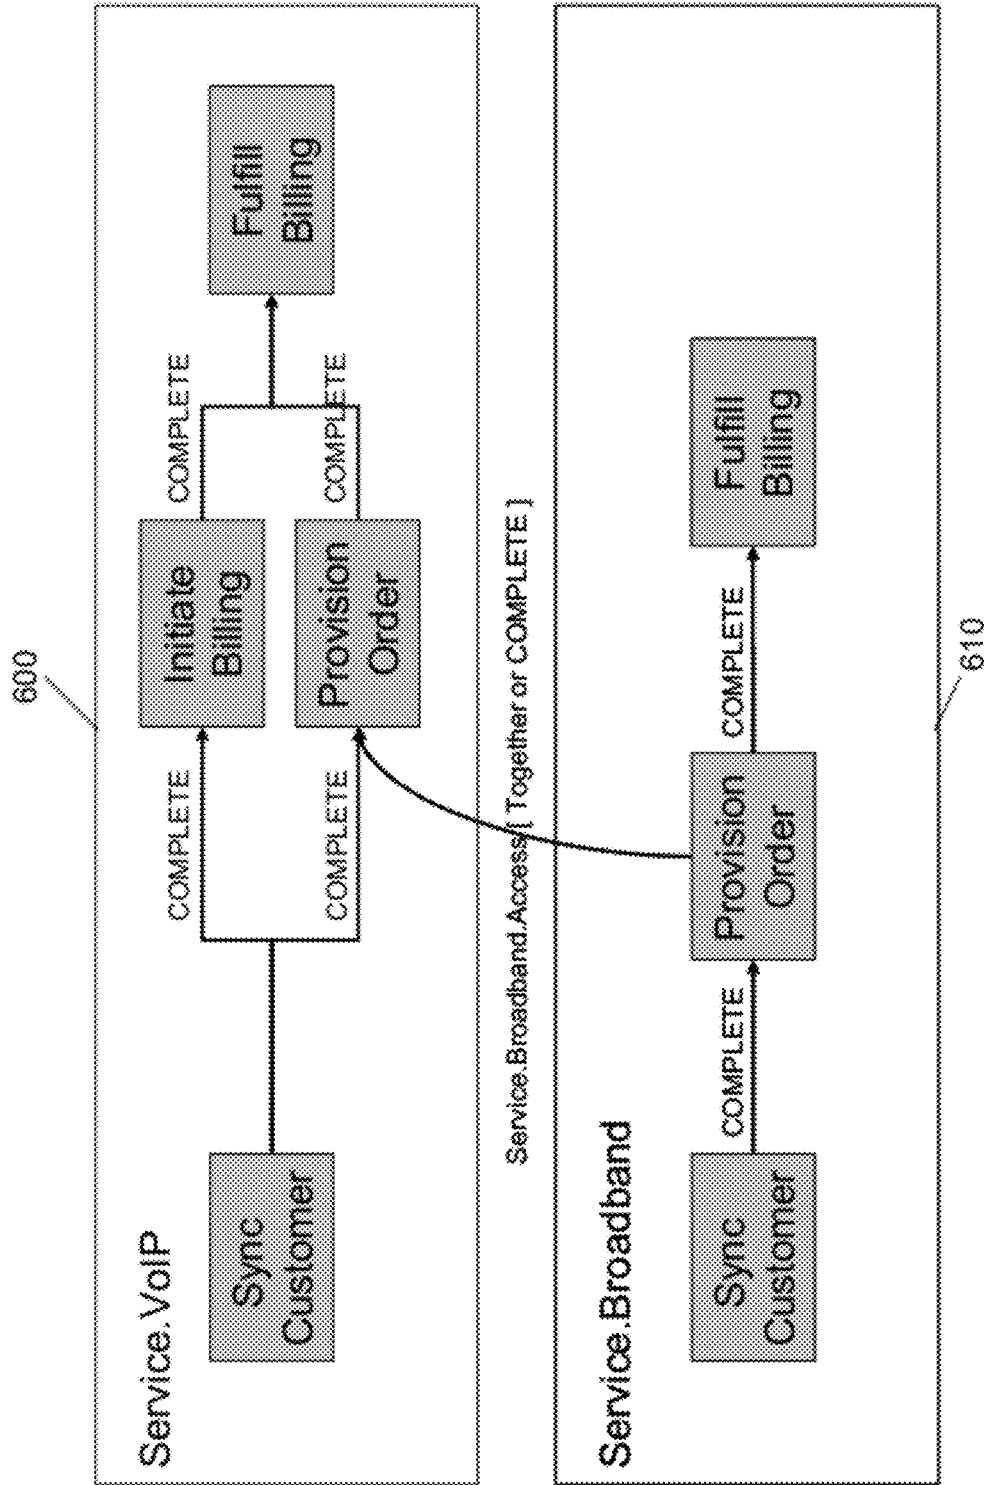 600
Service.VoIP
Sync
Customer
COMPLETE
COMPLETE
Initiate
Billing
Provision
Order
COMPLETE
COMPLETE
Fulfill
Billing
Service.Broadband.Access [ Together or COMPLETE ]
Service.Broadband
Sync
Customer
COMPLETE
Provision
Order
COMPLETE
Fulfill
Billing
610